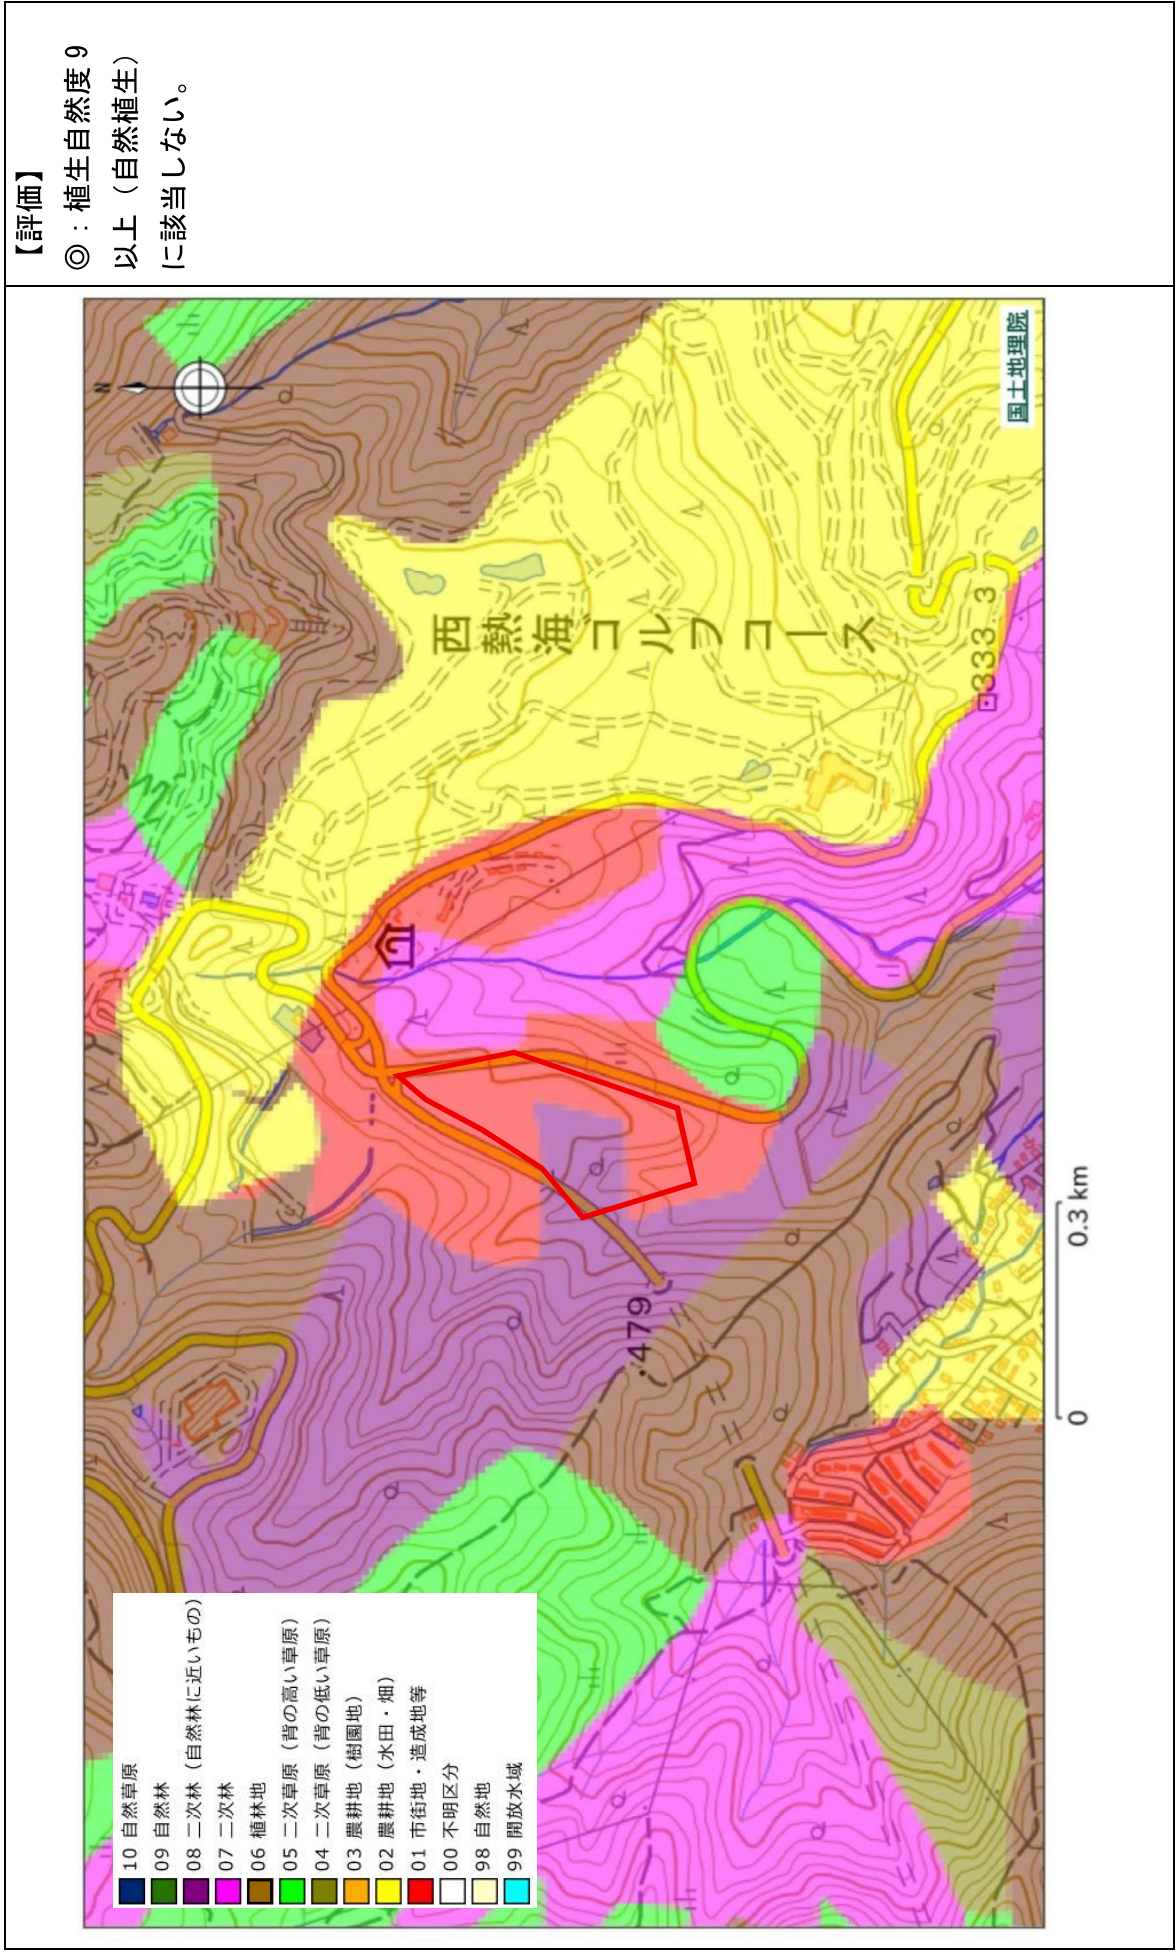 【評価】
◎：植生自然度９
以上（自然植生）
に該当しない。
N
西熱海ゴルフコース
333.3
479
国土地理院
10 自然草原
09 自然林
08 二次林（自然林に近いもの）
07 二次林
06 植林地
05 二次草原（背の高い草原）
04 二次草原（背の低い草原）
03 農耕地（樹園地）
02 農耕地（水田・畑）
01 市街地・造成地等
00 不明区分
98 自然地
99 開放水域
0
0.3 km